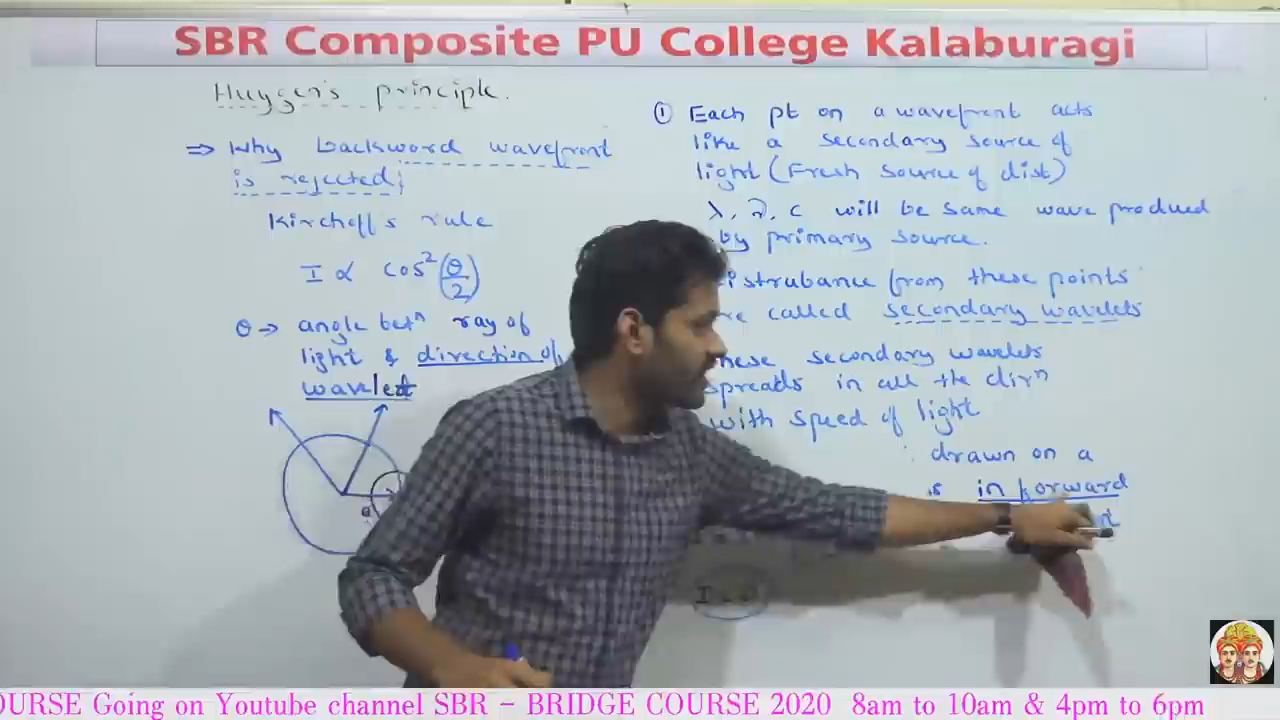 SBR Composite PU College Kalaburagi
Huygen's principle.
⇒ Why backword wavefront
is rejected;
Kirchoff's rule
I ∝ cos²(θ/2)
θ → angle betⁿ ray of
light & direction of
wavelet
θ
① Each pt on a wavefront acts
like a secondary source of
light (Fresh source of dist)
λ, ν, c will be same wave produced
by primary source.
istrubance from these points
re called secondary wavelets
hese secondary wavelets
spreads in all the dirⁿ
with speed of light
drawn on a
is in forward
I
OURSE Going on Youtube channel SBR - BRIDGE COURSE 2020 8am to 10am & 4pm to 6pm